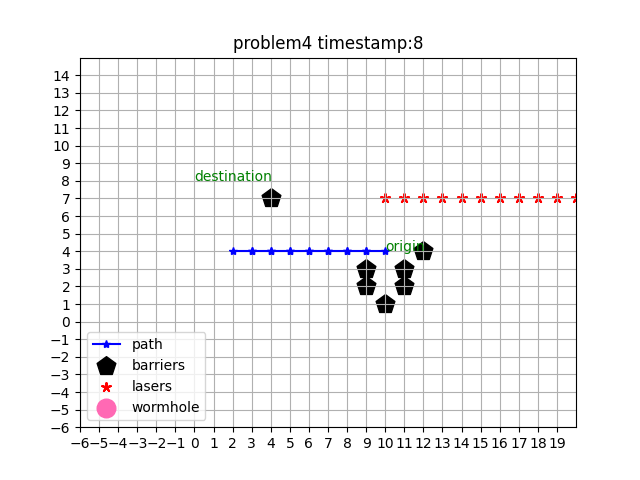 problem4 timestamp:8
14
13
12
11
10
9
destination
8
7
6
5
origin
4
3
2
1
0
−1
−2
−3
−4
−5
−6
path
barriers
lasers
wormhole
−6 −5 −4 −3 −2 −1 0 1 2 3 4 5 6 7 8 9 10 11 12 13 14 15 16 17 18 19